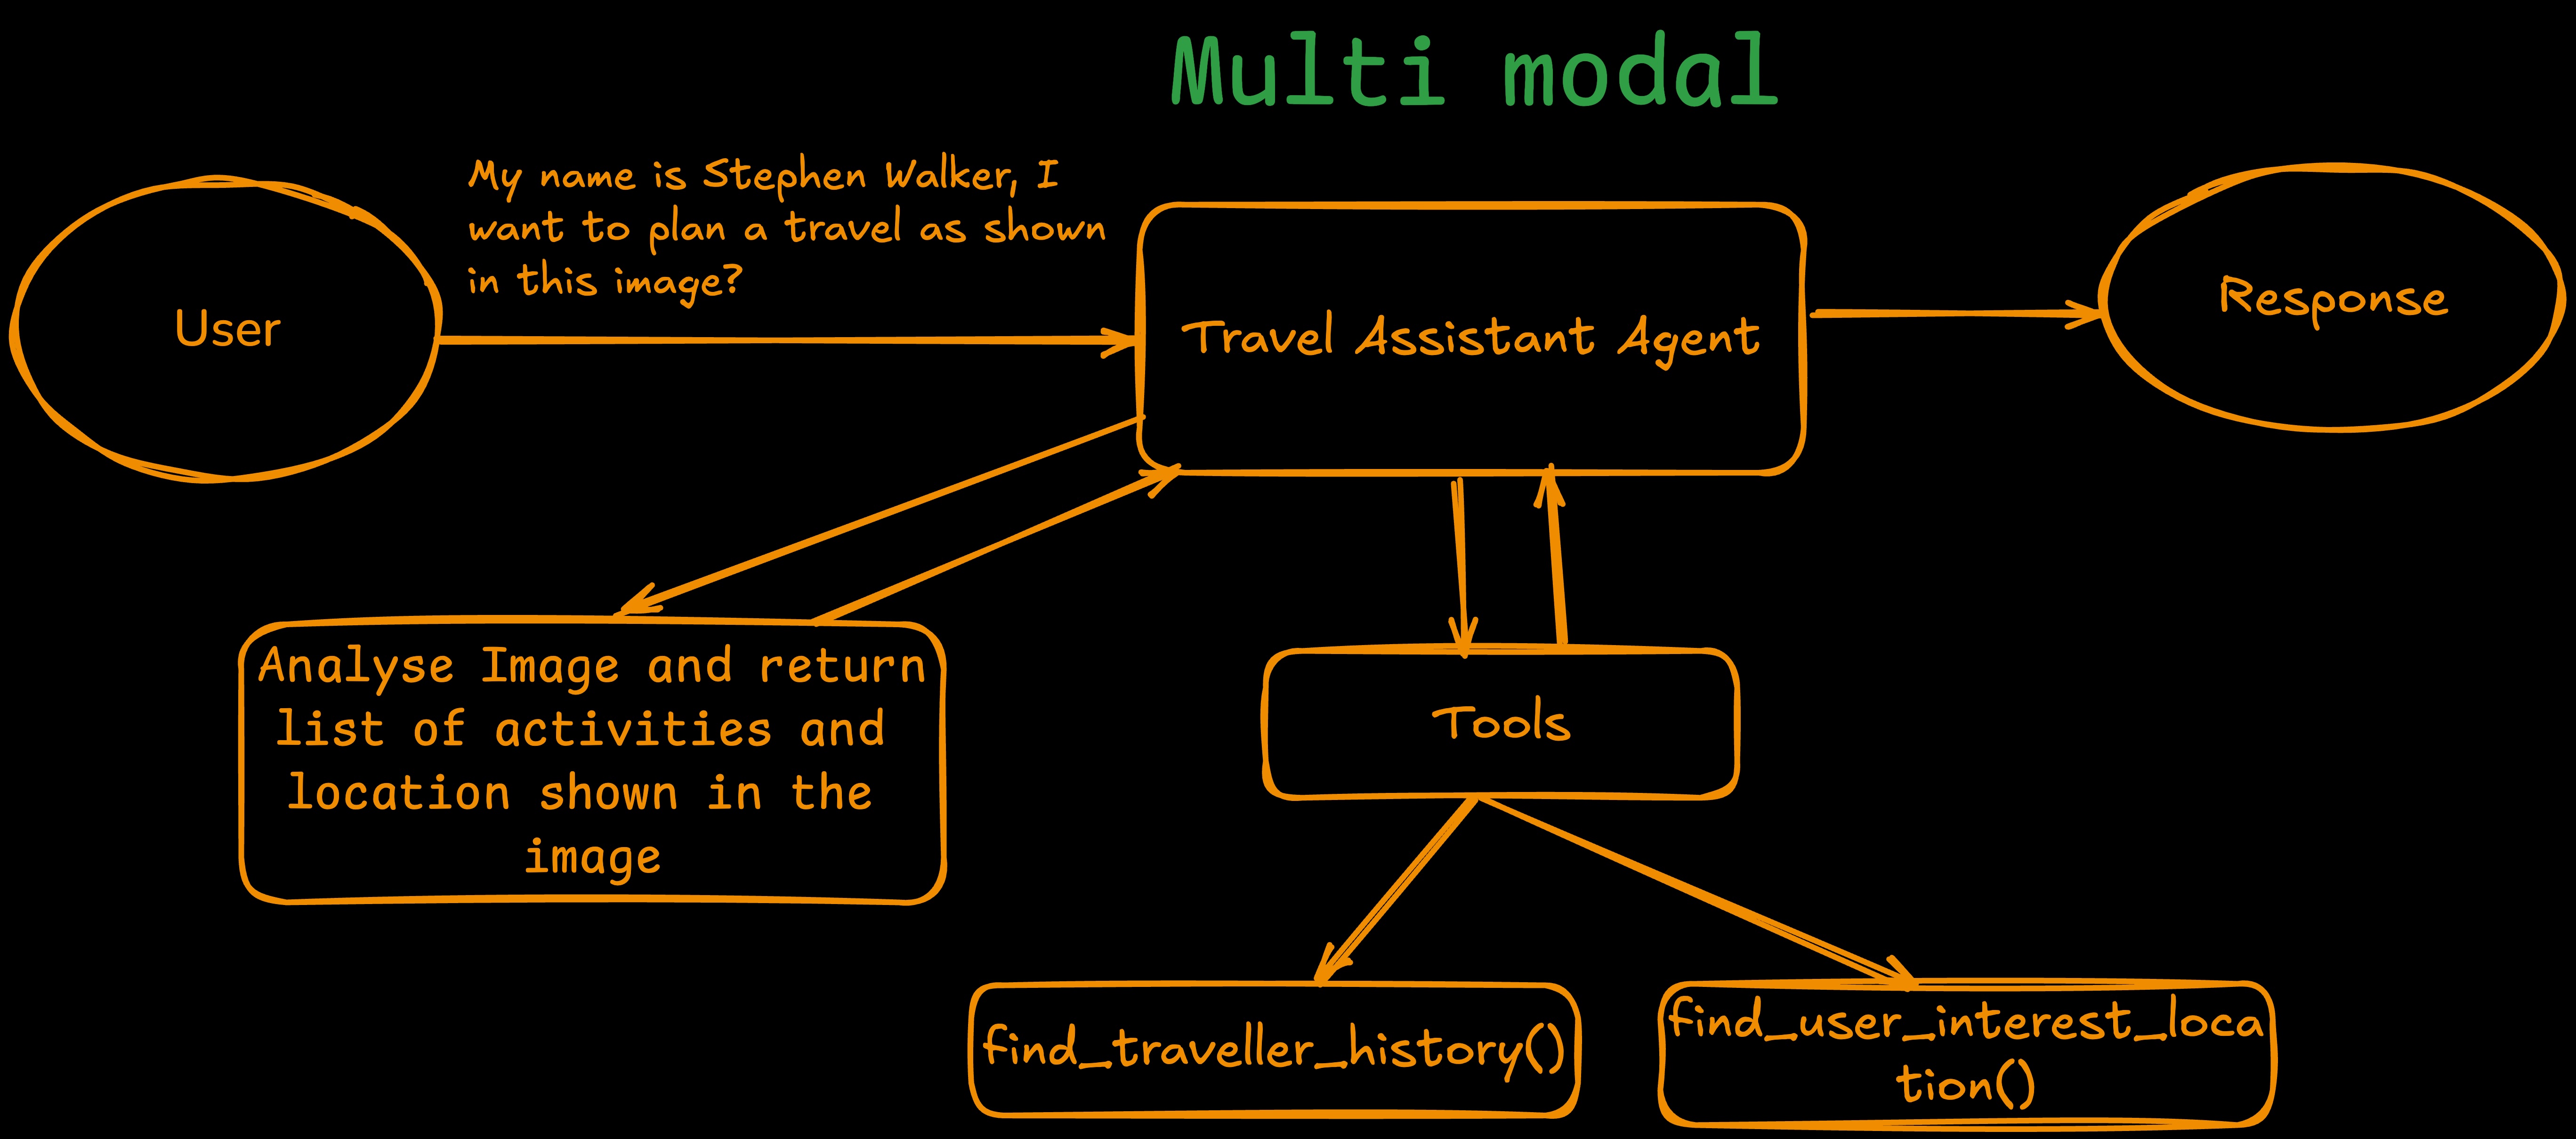 Multi modal
My name is Stephen Walker, I
want to plan a travel as shown
in this image?
User
Travel Assistant Agent
Response
Analyse Image and return
list of activities and
location shown in the
image
Tools
find_traveller_history()
find_user_interest_loca
tion()